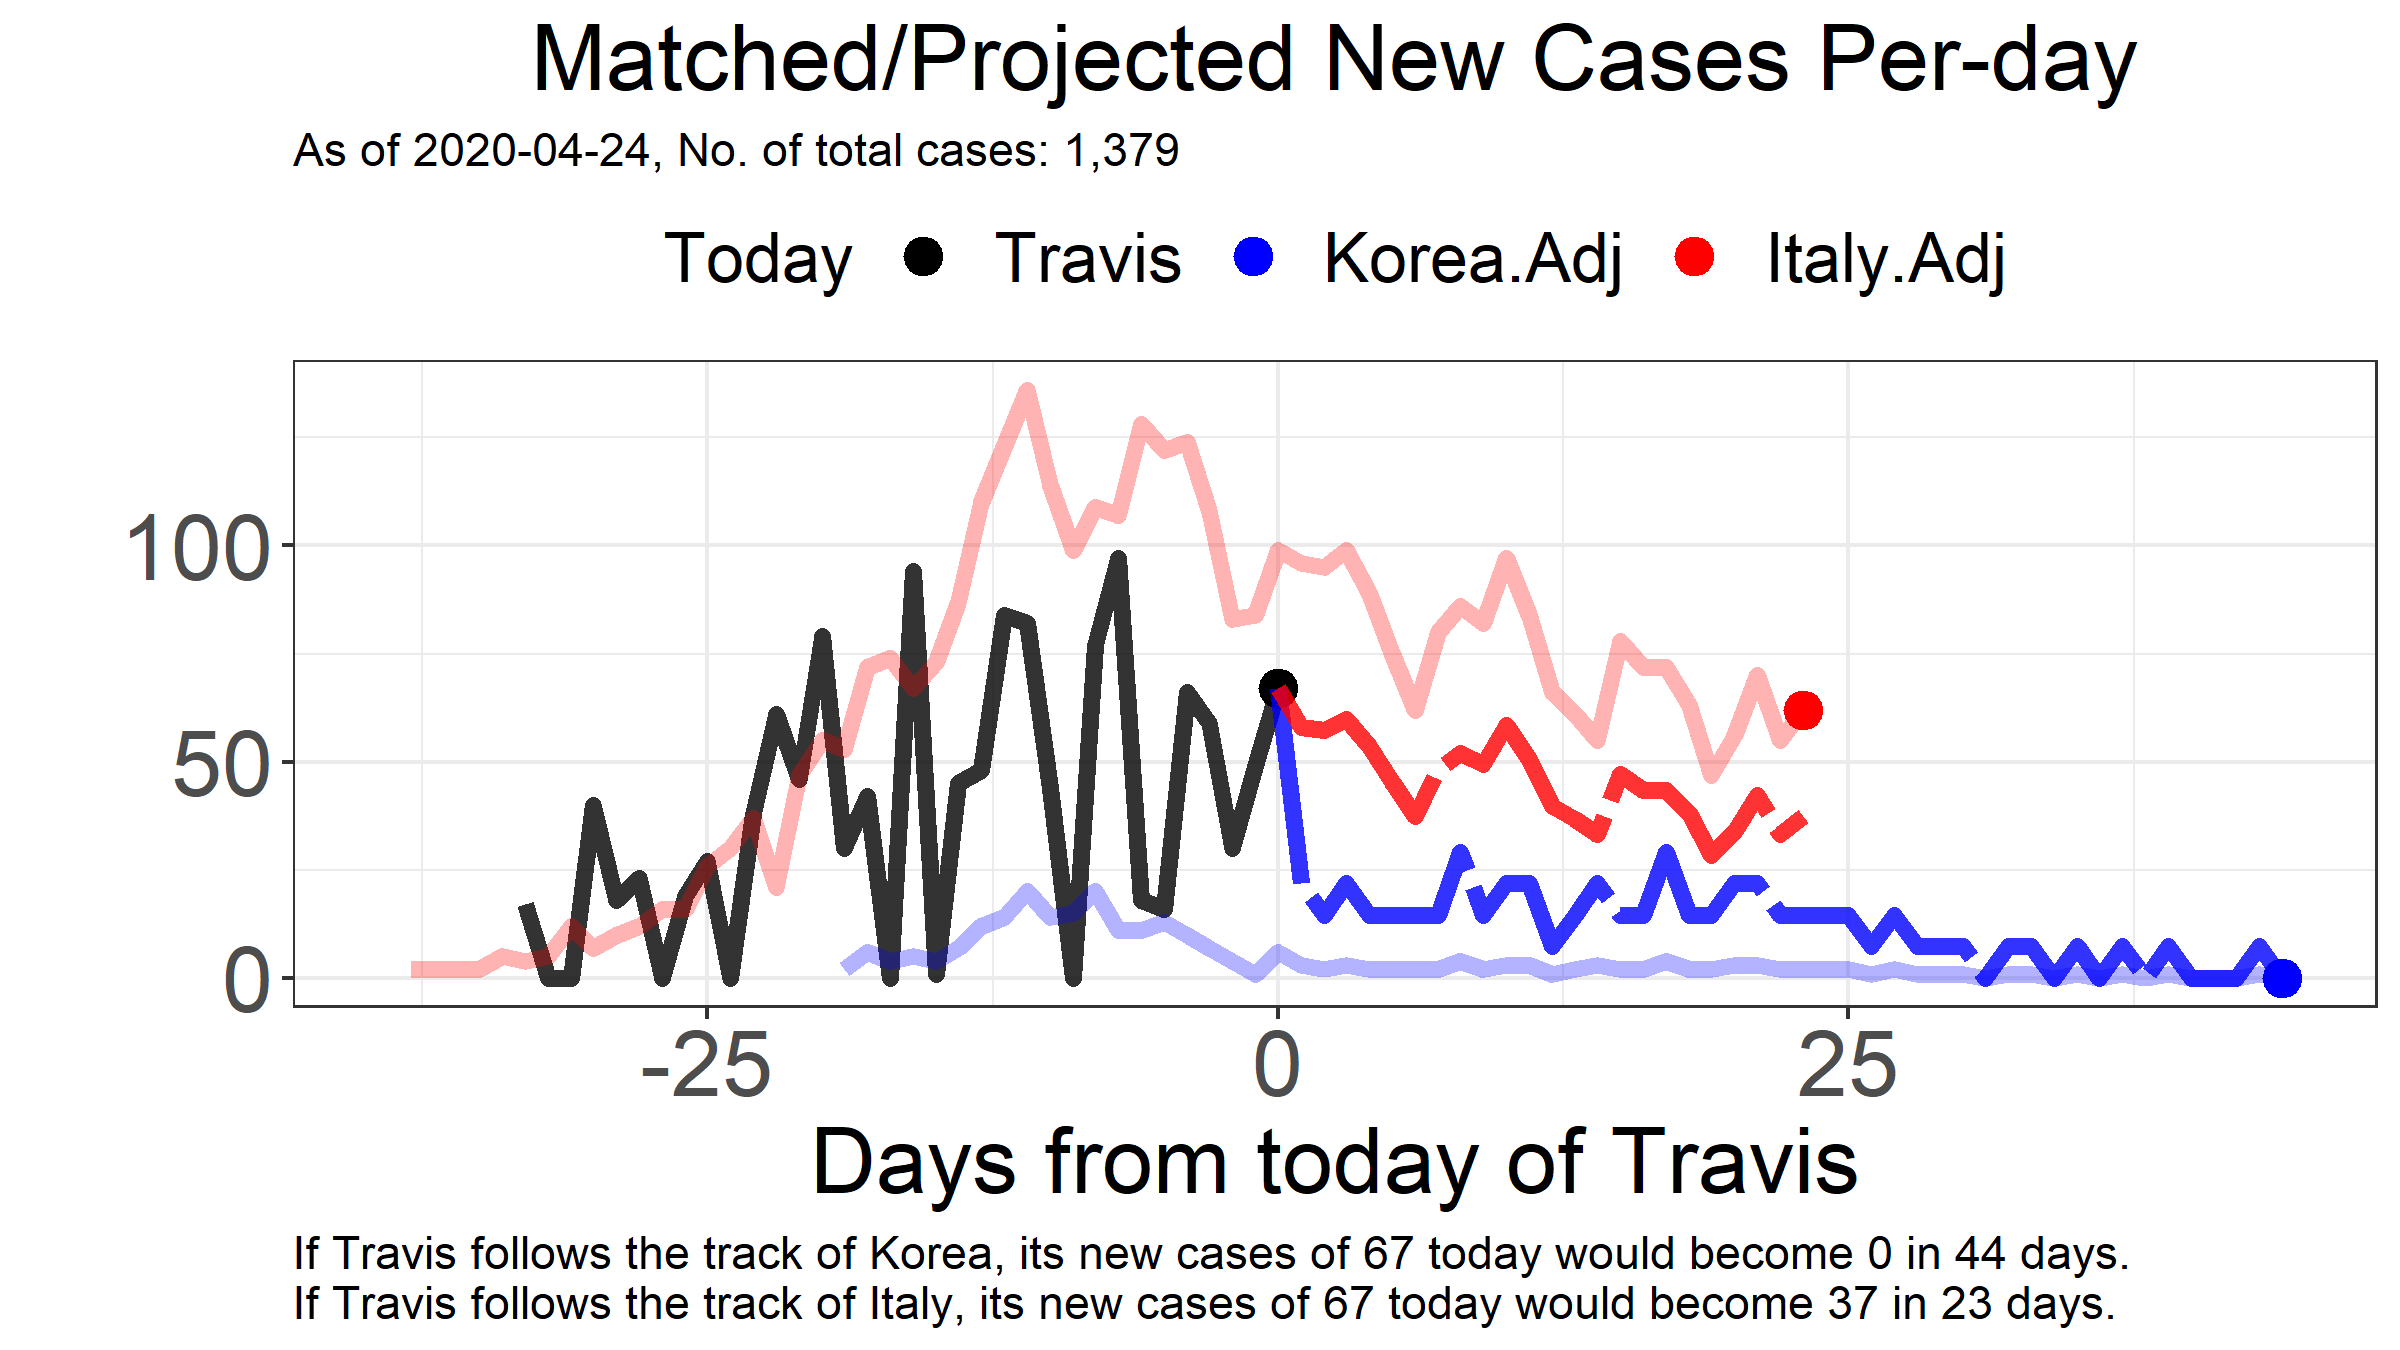 Matched/Projected New Cases Per-day
As of 2020-04-24, No. of total cases: 1,379
Today Travis Korea.Adj Italy.Adj
100
50
0
-25 0 25
Days from today of Travis
If Travis follows the track of Korea, its new cases of 67 today would become 0 in 44 days.
If Travis follows the track of Italy, its new cases of 67 today would become 37 in 23 days.